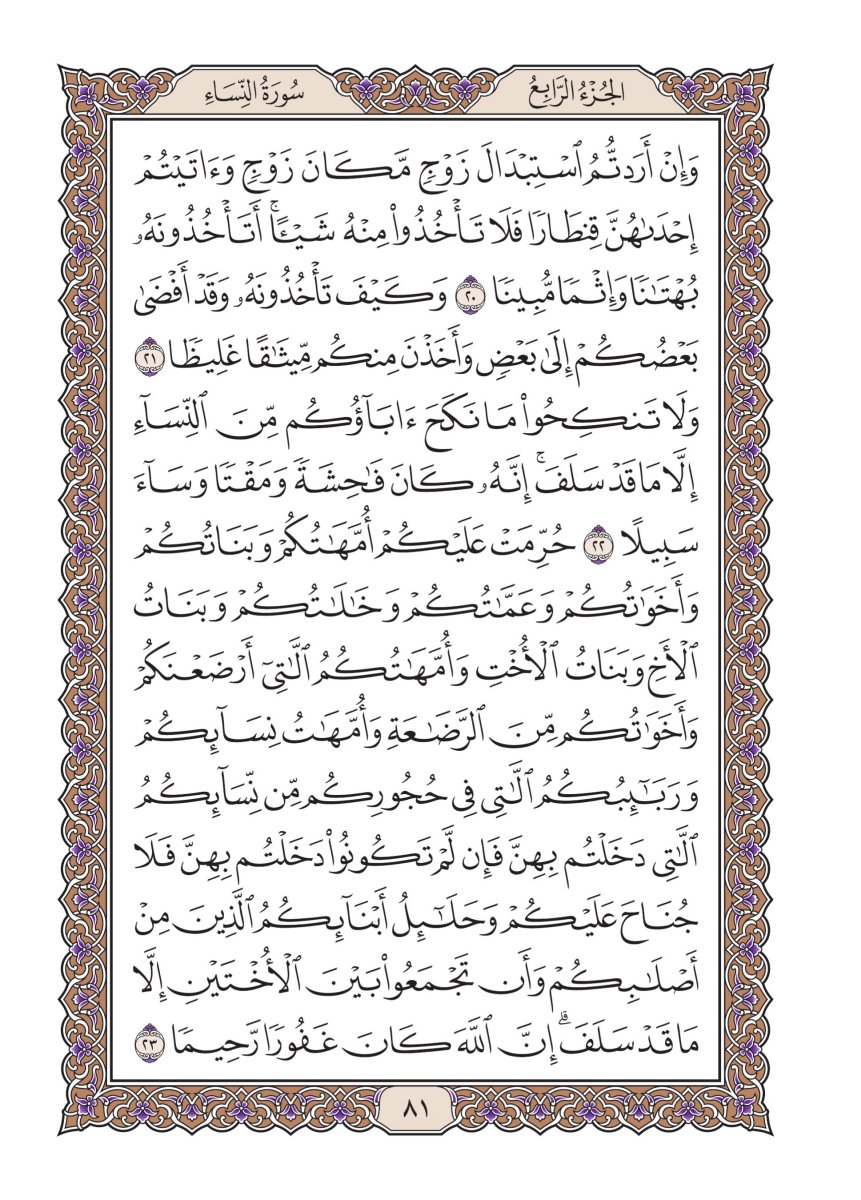 الجُزْءُ الرَّابِعُ
سُورَةُ النِّسَاءِ
وَإِنْ أَرَدتُّمُ ٱسْتِبْدَالَ زَوْجٍ مَّكَانَ زَوْجٍ وَءَاتَيْتُمْ
إِحْدَىٰهُنَّ قِنطَارًا فَلَا تَأْخُذُوا۟ مِنْهُ شَيْـًٔا ۚ أَتَأْخُذُونَهُۥ
بُهْتَـٰنًا وَإِثْمًا مُّبِينًا ٢٠ وَكَيْفَ تَأْخُذُونَهُۥ وَقَدْ أَفْضَىٰ
بَعْضُكُمْ إِلَىٰ بَعْضٍ وَأَخَذْنَ مِنكُم مِّيثَـٰقًا غَلِيظًا ٢١
وَلَا تَنكِحُوا۟ مَا نَكَحَ ءَابَآؤُكُم مِّنَ ٱلنِّسَآءِ
إِلَّا مَا قَدْ سَلَفَ ۚ إِنَّهُۥ كَانَ فَـٰحِشَةً وَمَقْتًا وَسَآءَ
سَبِيلًا ٢٢ حُرِّمَتْ عَلَيْكُمْ أُمَّهَـٰتُكُمْ وَبَنَاتُكُمْ
وَأَخَوَٰتُكُمْ وَعَمَّـٰتُكُمْ وَخَـٰلَـٰتُكُمْ وَبَنَاتُ
ٱلْأَخِ وَبَنَاتُ ٱلْأُخْتِ وَأُمَّهَـٰتُكُمُ ٱلَّـٰتِىٓ أَرْضَعْنَكُمْ
وَأَخَوَٰتُكُم مِّنَ ٱلرَّضَـٰعَةِ وَأُمَّهَـٰتُ نِسَآئِكُمْ
وَرَبَـٰٓئِبُكُمُ ٱلَّـٰتِى فِى حُجُورِكُم مِّن نِّسَآئِكُمُ
ٱلَّـٰتِى دَخَلْتُم بِهِنَّ فَإِن لَّمْ تَكُونُوا۟ دَخَلْتُم بِهِنَّ فَلَا
جُنَاحَ عَلَيْكُمْ وَحَلَـٰٓئِلُ أَبْنَآئِكُمُ ٱلَّذِينَ مِنْ
أَصْلَـٰبِكُمْ وَأَن تَجْمَعُوا۟ بَيْنَ ٱلْأُخْتَيْنِ إِلَّا
مَا قَدْ سَلَفَ ۗ إِنَّ ٱللَّهَ كَانَ غَفُورًا رَّحِيمًا ٢٣
٨١